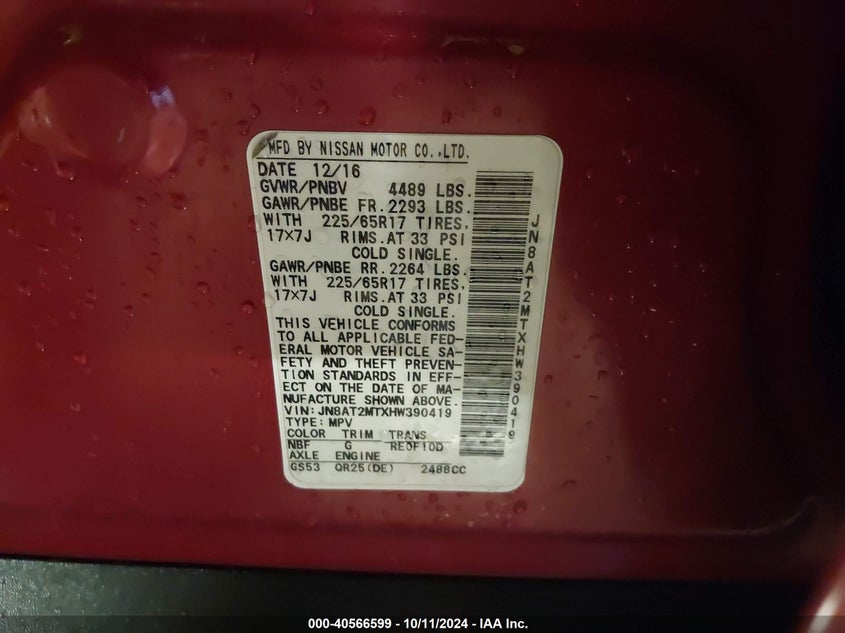 MFD BY NISSAN MOTOR CO.,LTD.
DATE 12/16
GVWR/PNBV 4489 LBS.
GAWR/PNBE FR. 2293 LBS.
WITH 225/65R17 TIRES.
17×7J RIMS. AT 33 PSI
COLD SINGLE.
GAWR/PNBE RR. 2264 LBS.
WITH 225/65R17 TIRES.
17×7J RIMS. AT 33 PSI
COLD SINGLE.
THIS VEHICLE CONFORMS
TO ALL APPLICABLE FED-
ERAL MOTOR VEHICLE SA-
FETY AND THEFT PREVEN-
TION STANDARDS IN EFF-
ECT ON THE DATE OF MA-
NUFACTURE SHOWN ABOVE.
VIN: JN8AT2MTXHW390419
TYPE: MPV
COLOR TRIM TRANS
NBF G RE0F10D
AXLE ENGINE
GS53 QR25(DE) 2488CC
JN8AT2MTXHW390419
000-40566599 - 10/11/2024 - IAA Inc.